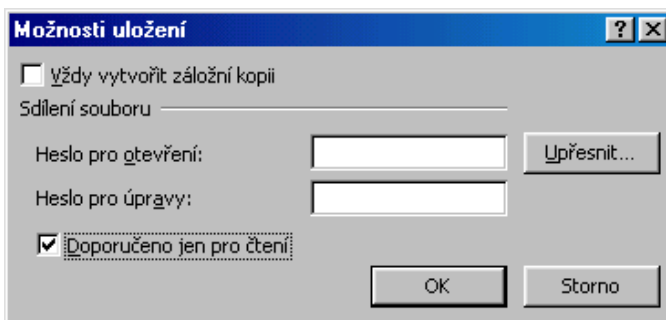 Možnosti uložení
Vždy vytvořit záložní kopii
Sdílení souboru
Heslo pro otevření:
Upřesnit...
Heslo pro úpravy:
Doporučeno jen pro čtení
OK
Storno